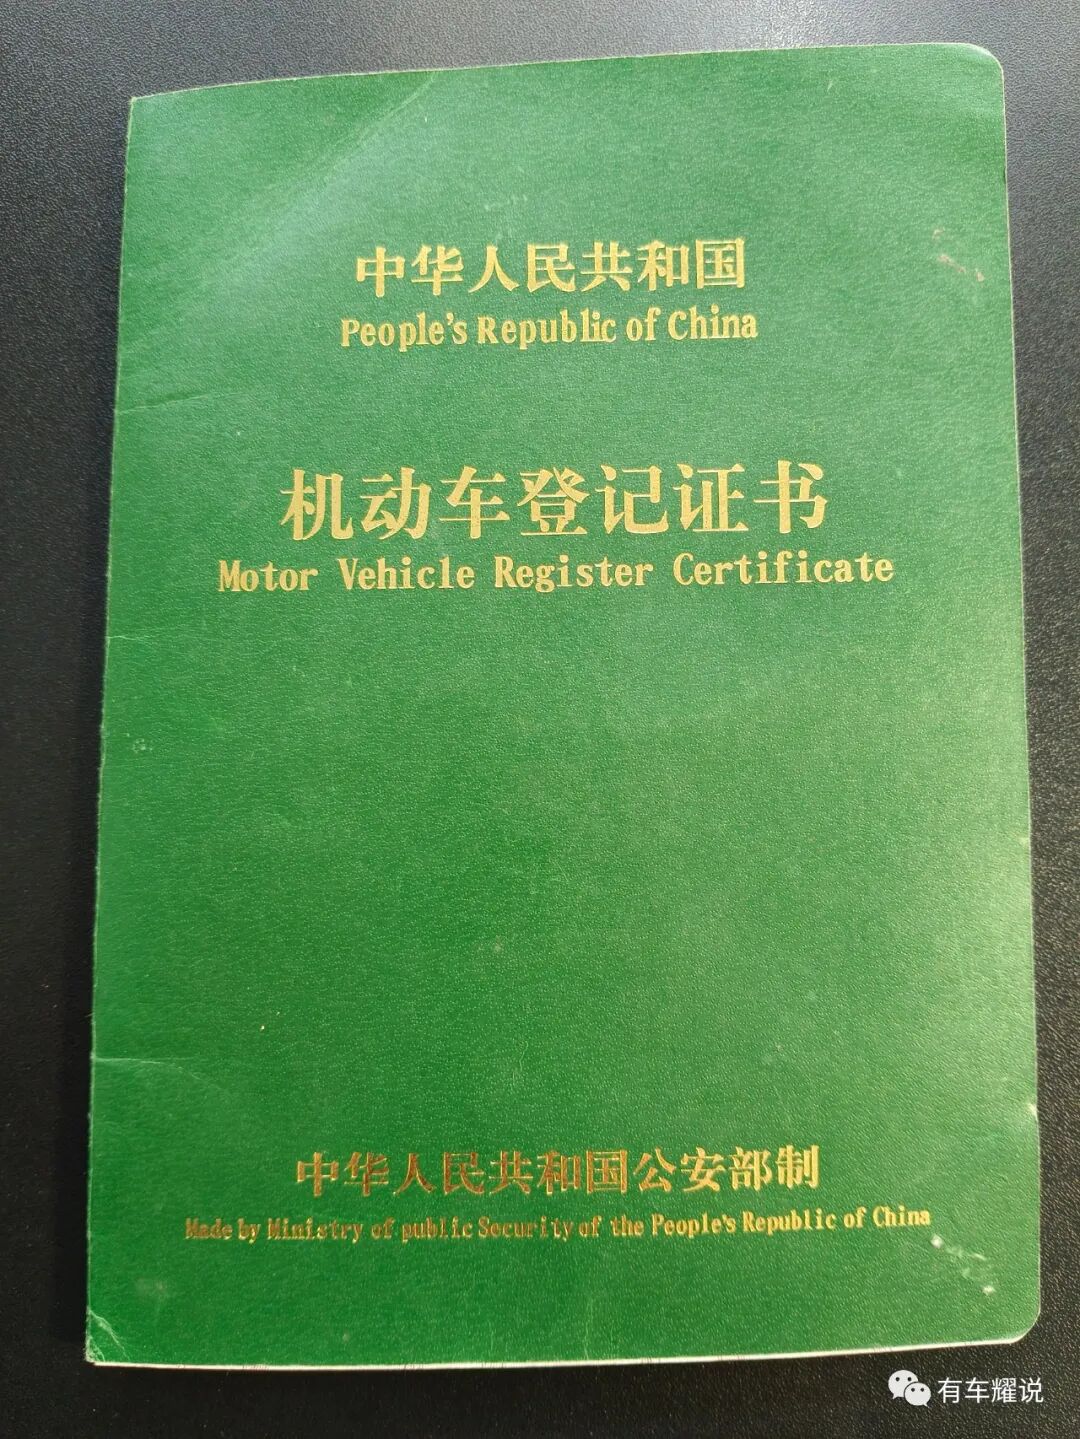 中华人民共和国
People's Republic of China
机动车登记证书
Motor Vehicle Register Certificate
中华人民共和国公安部制
Made by Ministry of public Security of the People's Republic of China
有车耀说